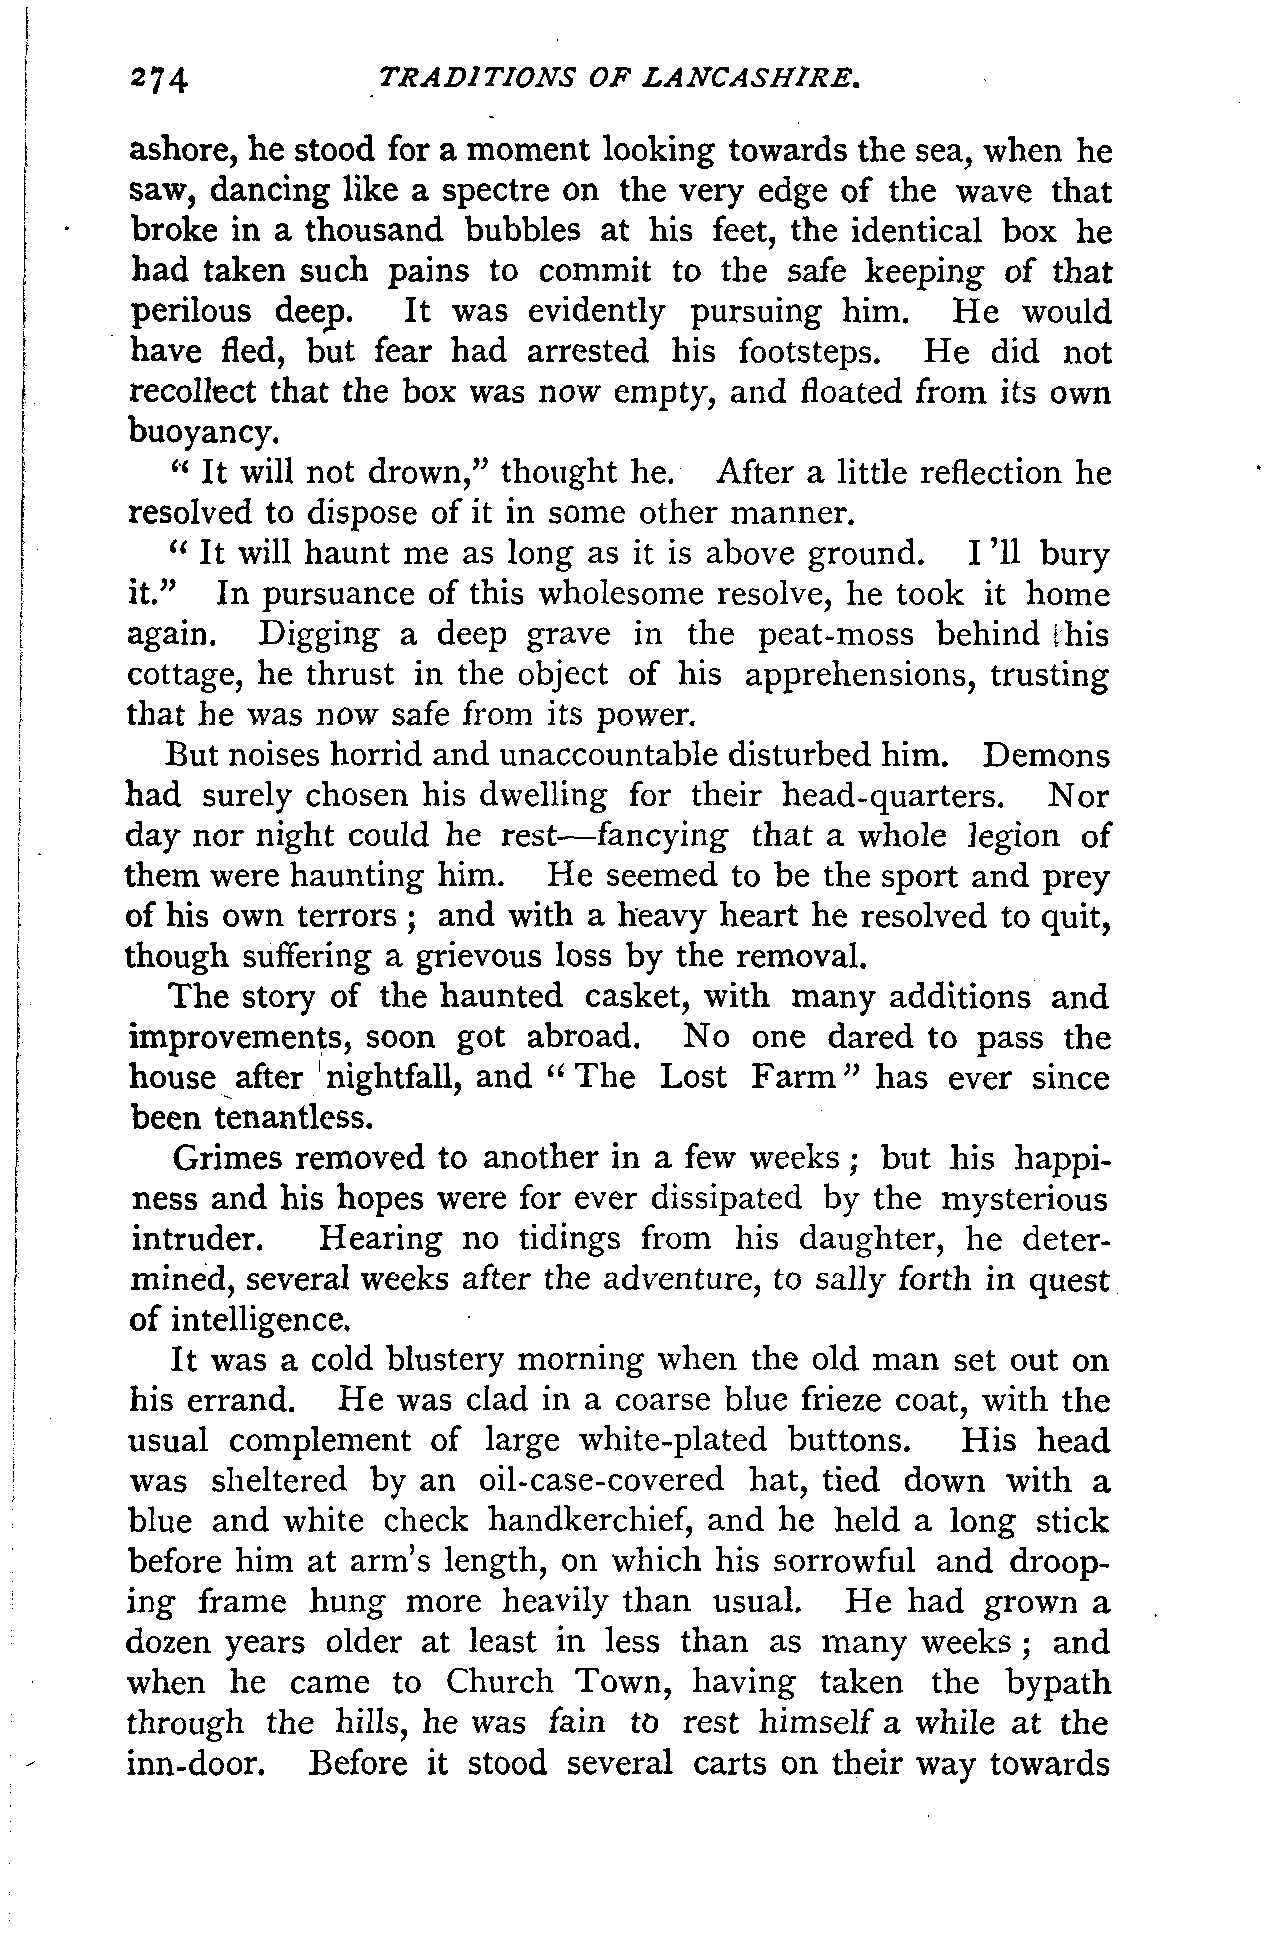 274 TRADITIONS OF LANCASHIRE.
ashore, he stood for a moment looking towards the sea, when he
saw, dancing like a spectre on the very edge of the wave that
broke in a thousand bubbles at his feet, the identical box he
had taken such pains to commit to the safe keeping of that
perilous deep. It was evidently pursuing him. He would
have fled, but fear had arrested his footsteps. He did not
recollect that the box was now empty, and floated from its own
buoyancy.
“ It will not drown,” thought he. After a little reflection he
resolved to dispose of it in some other manner.
“ It will haunt me as long as it is above ground. I 'll bury
it.” In pursuance of this wholesome resolve, he took it home
again. Digging a deep grave in the peat-moss behind his
cottage, he thrust in the object of his apprehensions, trusting
that he was now safe from its power.
But noises horrid and unaccountable disturbed him. Demons
had surely chosen his dwelling for their head-quarters. Nor
day nor night could he rest—fancying that a whole legion of
them were haunting him. He seemed to be the sport and prey
of his own terrors ; and with a heavy heart he resolved to quit,
though suffering a grievous loss by the removal.
The story of the haunted casket, with many additions and
improvements, soon got abroad. No one dared to pass the
house after nightfall, and “ The Lost Farm ” has ever since
been tenantless.
Grimes removed to another in a few weeks ; but his happi-
ness and his hopes were for ever dissipated by the mysterious
intruder. Hearing no tidings from his daughter, he deter-
mined, several weeks after the adventure, to sally forth in quest
of intelligence.
It was a cold blustery morning when the old man set out on
his errand. He was clad in a coarse blue frieze coat, with the
usual complement of large white-plated buttons. His head
was sheltered by an oil-case-covered hat, tied down with a
blue and white check handkerchief, and he held a long stick
before him at arm's length, on which his sorrowful and droop-
ing frame hung more heavily than usual. He had grown a
dozen years older at least in less than as many weeks ; and
when he came to Church Town, having taken the bypath
through the hills, he was fain to rest himself a while at the
inn-door. Before it stood several carts on their way towards